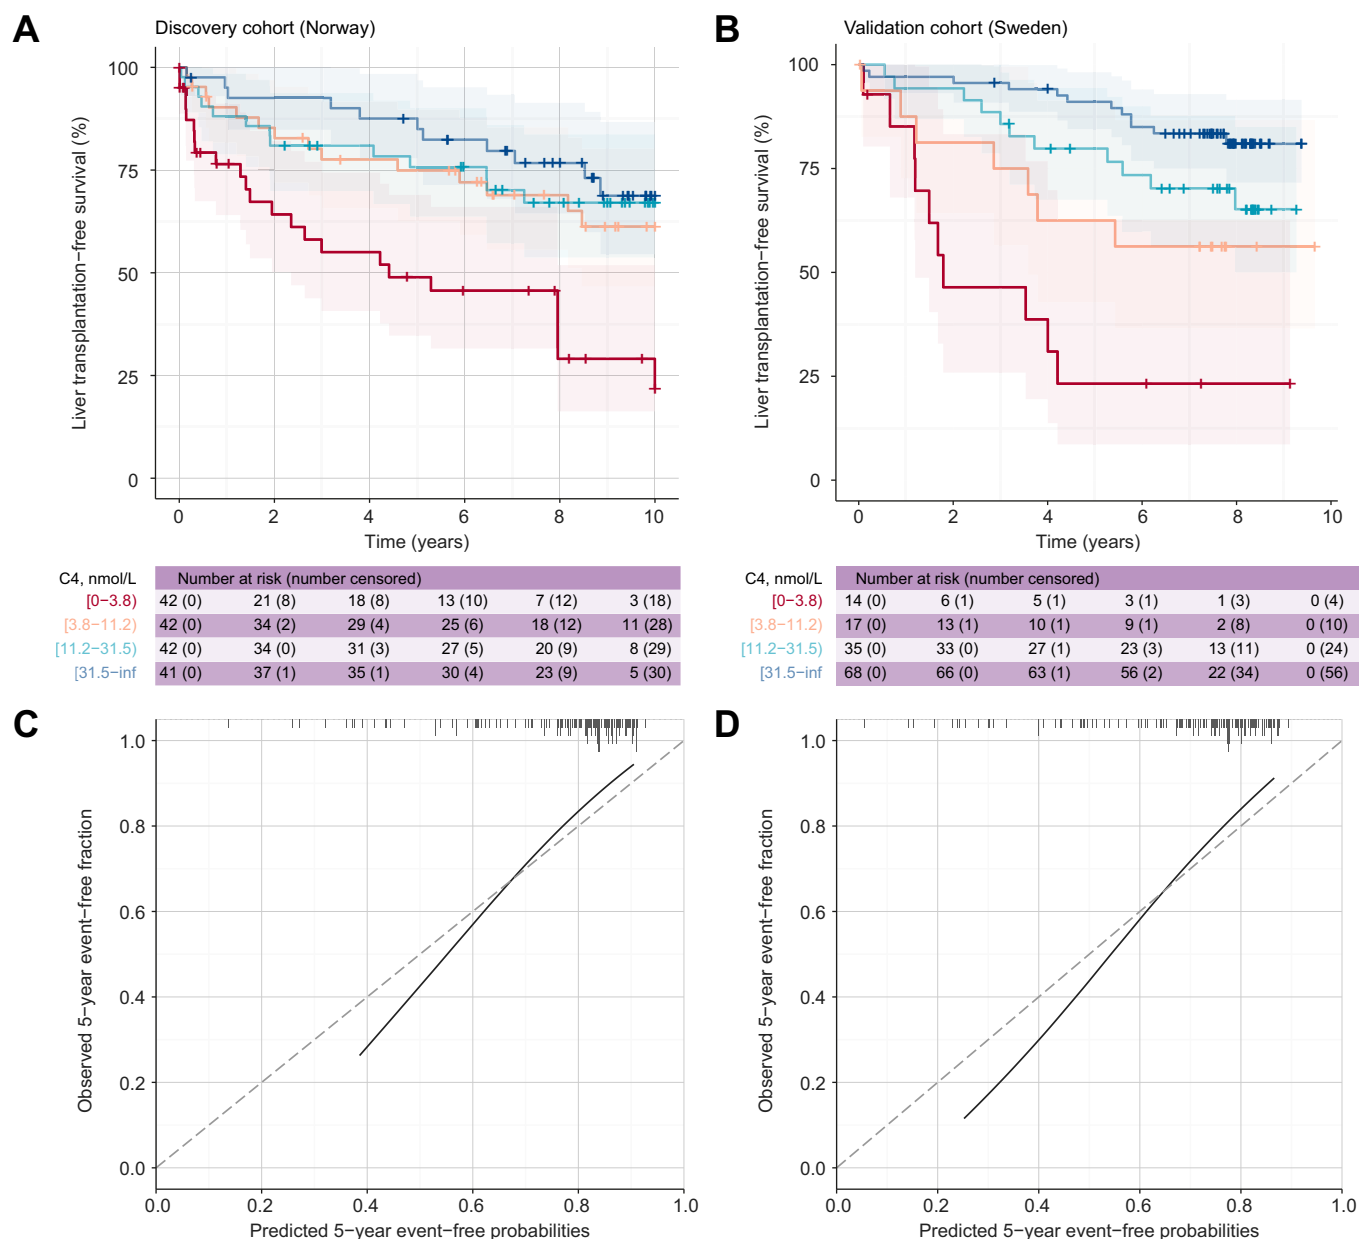 A
Discovery cohort (Norway)
Liver transplantation−free survival (%)
100
75
50
25
0
0 2 4 6 8 10
Time (years)
C4, nmol/L Number at risk (number censored)
[0−3.8) 42 (0) 21 (8) 18 (8) 13 (10) 7 (12) 3 (18)
[3.8−11.2) 42 (0) 34 (2) 29 (4) 25 (6) 18 (12) 11 (28)
[11.2−31.5) 42 (0) 34 (0) 31 (3) 27 (5) 20 (9) 8 (29)
[31.5−inf 41 (0) 37 (1) 35 (1) 30 (4) 23 (9) 5 (30)
B
Validation cohort (Sweden)
Liver transplantation−free survival (%)
100
75
50
25
0
0 2 4 6 8 10
Time (years)
C4, nmol/L Number at risk (number censored)
[0−3.8) 14 (0) 6 (1) 5 (1) 3 (1) 1 (3) 0 (4)
[3.8−11.2) 17 (0) 13 (1) 10 (1) 9 (1) 2 (8) 0 (10)
[11.2−31.5) 35 (0) 33 (0) 27 (1) 23 (3) 13 (11) 0 (24)
[31.5−inf 68 (0) 66 (0) 63 (1) 56 (2) 22 (34) 0 (56)
C
Observed 5−year event−free fraction
1.0
0.8
0.6
0.4
0.2
0.0
0.0 0.2 0.4 0.6 0.8 1.0
Predicted 5−year event−free probabilities
D
Observed 5−year event−free fraction
1.0
0.8
0.6
0.4
0.2
0.0
0.0 0.2 0.4 0.6 0.8 1.0
Predicted 5−year event−free probabilities